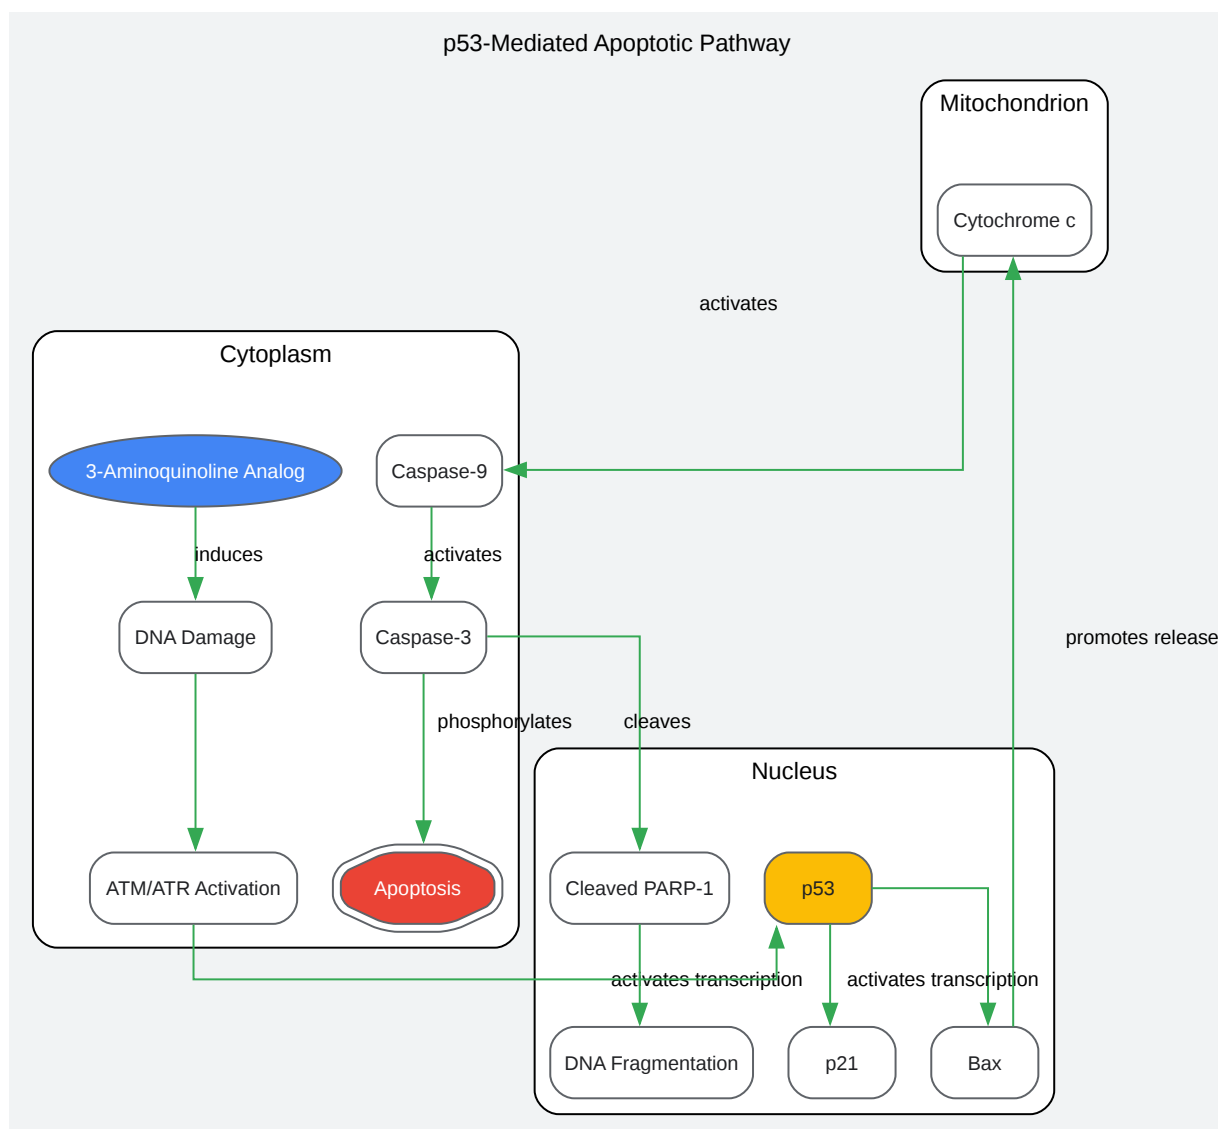 p53-Mediated Apoptotic Pathway
Mitochondrion
Cytochrome c
activates
Cytoplasm
3-Aminoquinoline Analog
Caspase-9
induces
activates
DNA Damage
Caspase-3
promotes release
phosphorylates
cleaves
Nucleus
ATM/ATR Activation
Apoptosis
Cleaved PARP-1
p53
activates transcription
activates transcription
DNA Fragmentation
p21
Bax